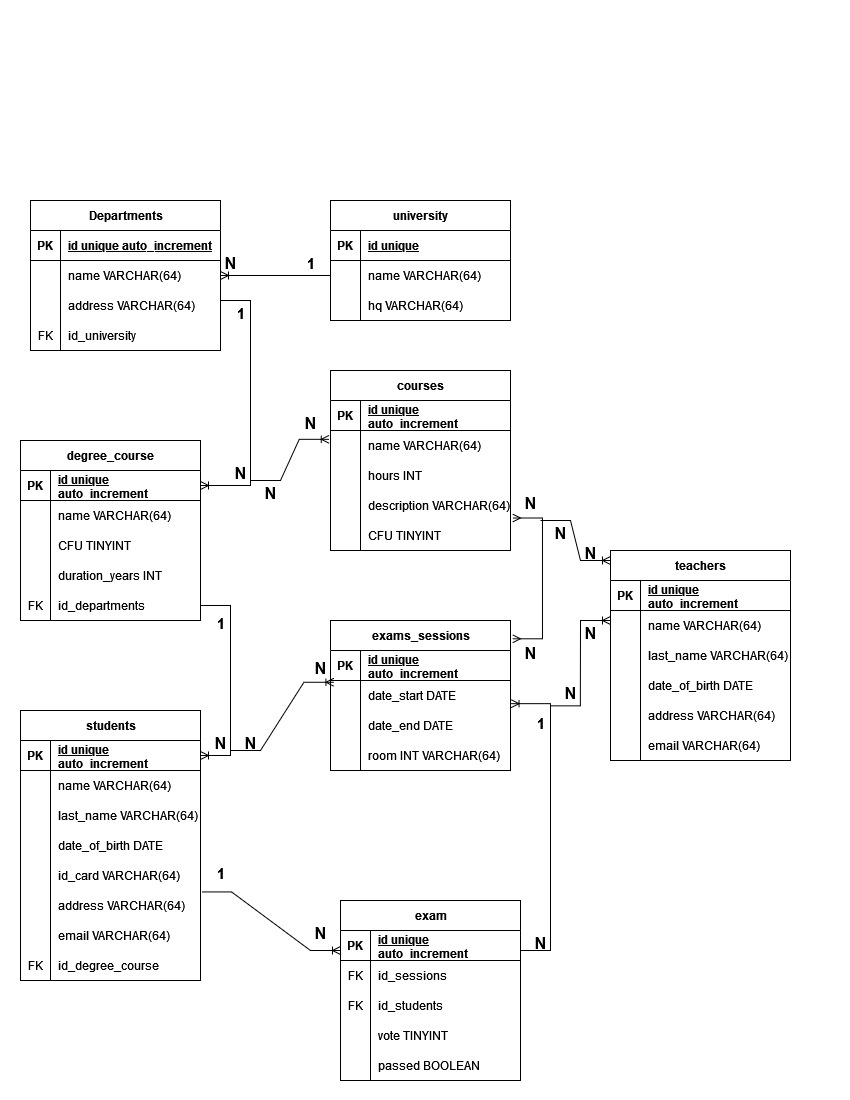 Departments
PK id unique auto_increment
name VARCHAR(64)
address VARCHAR(64)
FK id_university
N
1
university
PK id unique
name VARCHAR(64)
hq VARCHAR(64)
1
courses
PK id unique
auto_increment
name VARCHAR(64)
hours INT
description VARCHAR(64)
CFU TINYINT
N
N
N
degree_course
PK id unique
auto_increment
name VARCHAR(64)
CFU TINYINT
duration_years INT
FK id_departments
1
N
N
N
teachers
PK id unique
auto_increment
name VARCHAR(64)
last_name VARCHAR(64)
date_of_birth DATE
address VARCHAR(64)
email VARCHAR(64)
N
N
exams_sessions
PK id unique
auto_increment
date_start DATE
date_end DATE
room INT VARCHAR(64)
N
N
1
students
PK id unique
auto_increment
name VARCHAR(64)
last_name VARCHAR(64)
date_of_birth DATE
id_card VARCHAR(64)
address VARCHAR(64)
email VARCHAR(64)
FK id_degree_course
N
N
1
N
exam
PK id unique
auto_increment
FK id_sessions
FK id_students
vote TINYINT
passed BOOLEAN
N